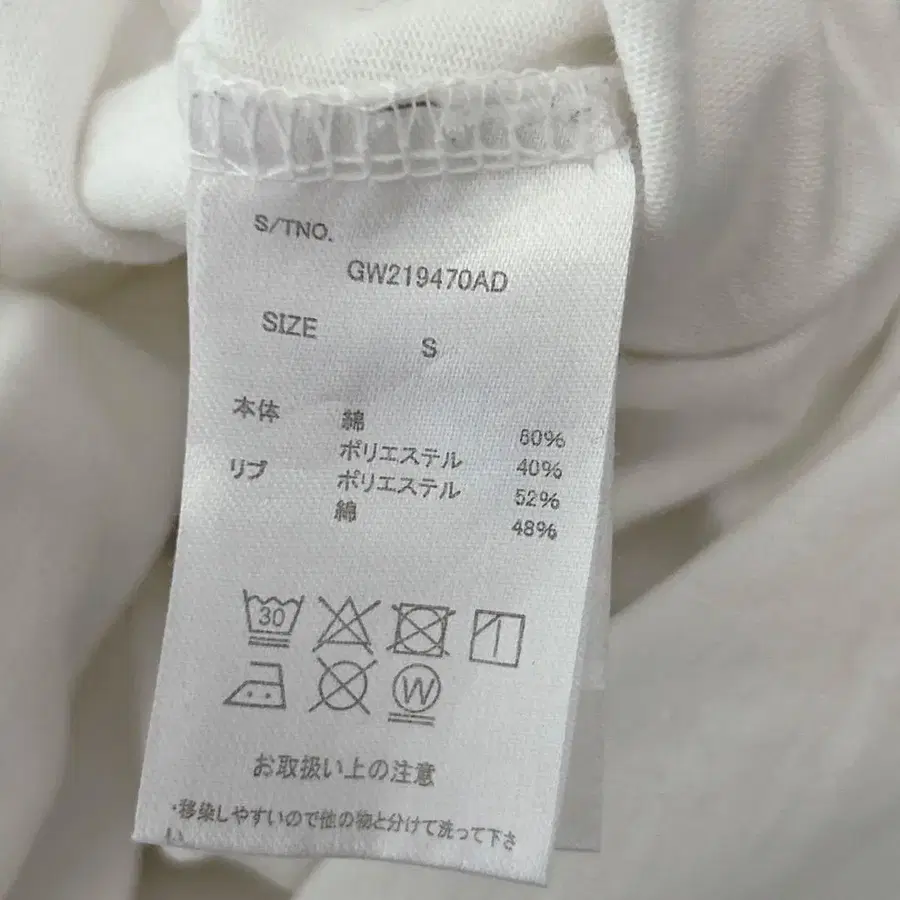 S/TNO.
GW219470AD
SIZE
S
本体 綿 60%
ポリエステル 40%
リブ ポリエステル 52%
綿 48%
30
W
お取扱い上の注意
・移染しやすいので他の物と分けて洗って下さ
い